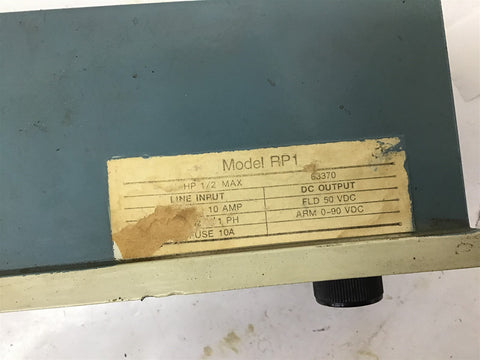 Model RP1
HP 1/2 MAX 63370
LINE INPUT DC OUTPUT
10 AMP FLD 50 VDC
1 PH ARM 0-90 VDC
FUSE 10A